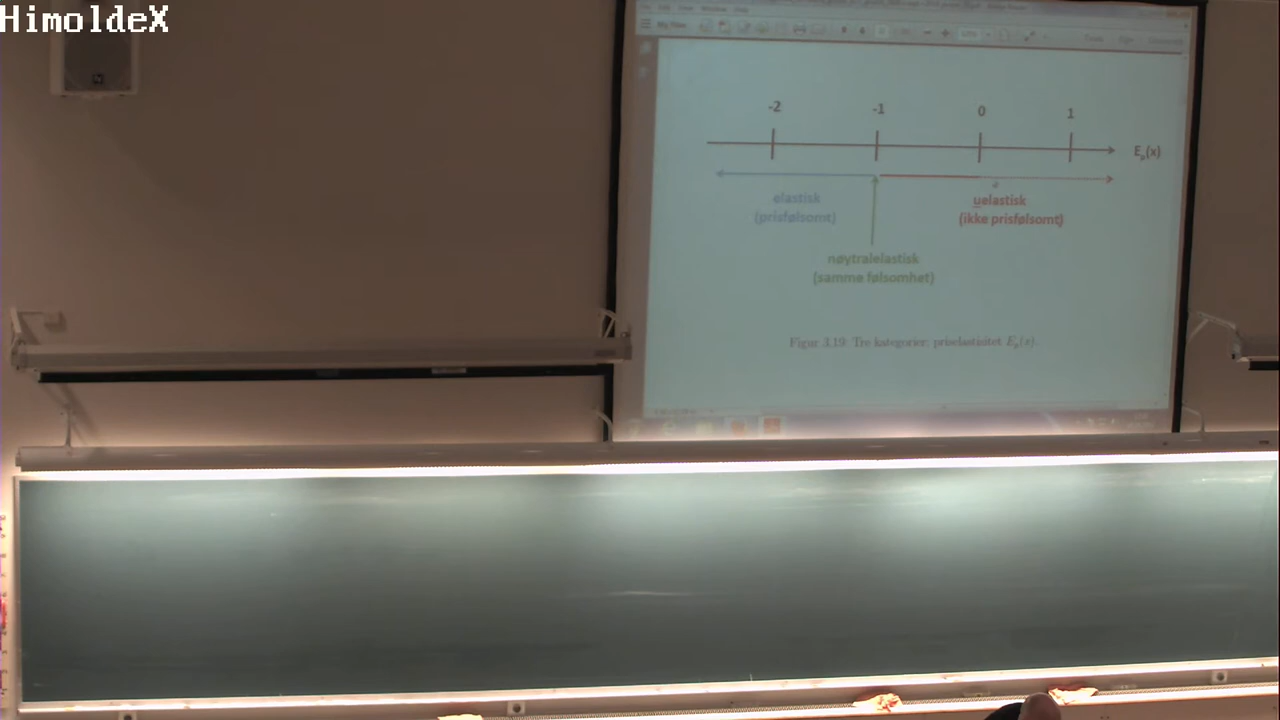 HimoldeX
-2
-1
0
1
Eₚ(x)
elastisk
(prisfølsomt)
uelastisk
(ikke prisfølsomt)
nøytralelastisk
(samme følsomhet)
Figur 3.19: Tre kategorier: priselastisitet Eₚ(x).